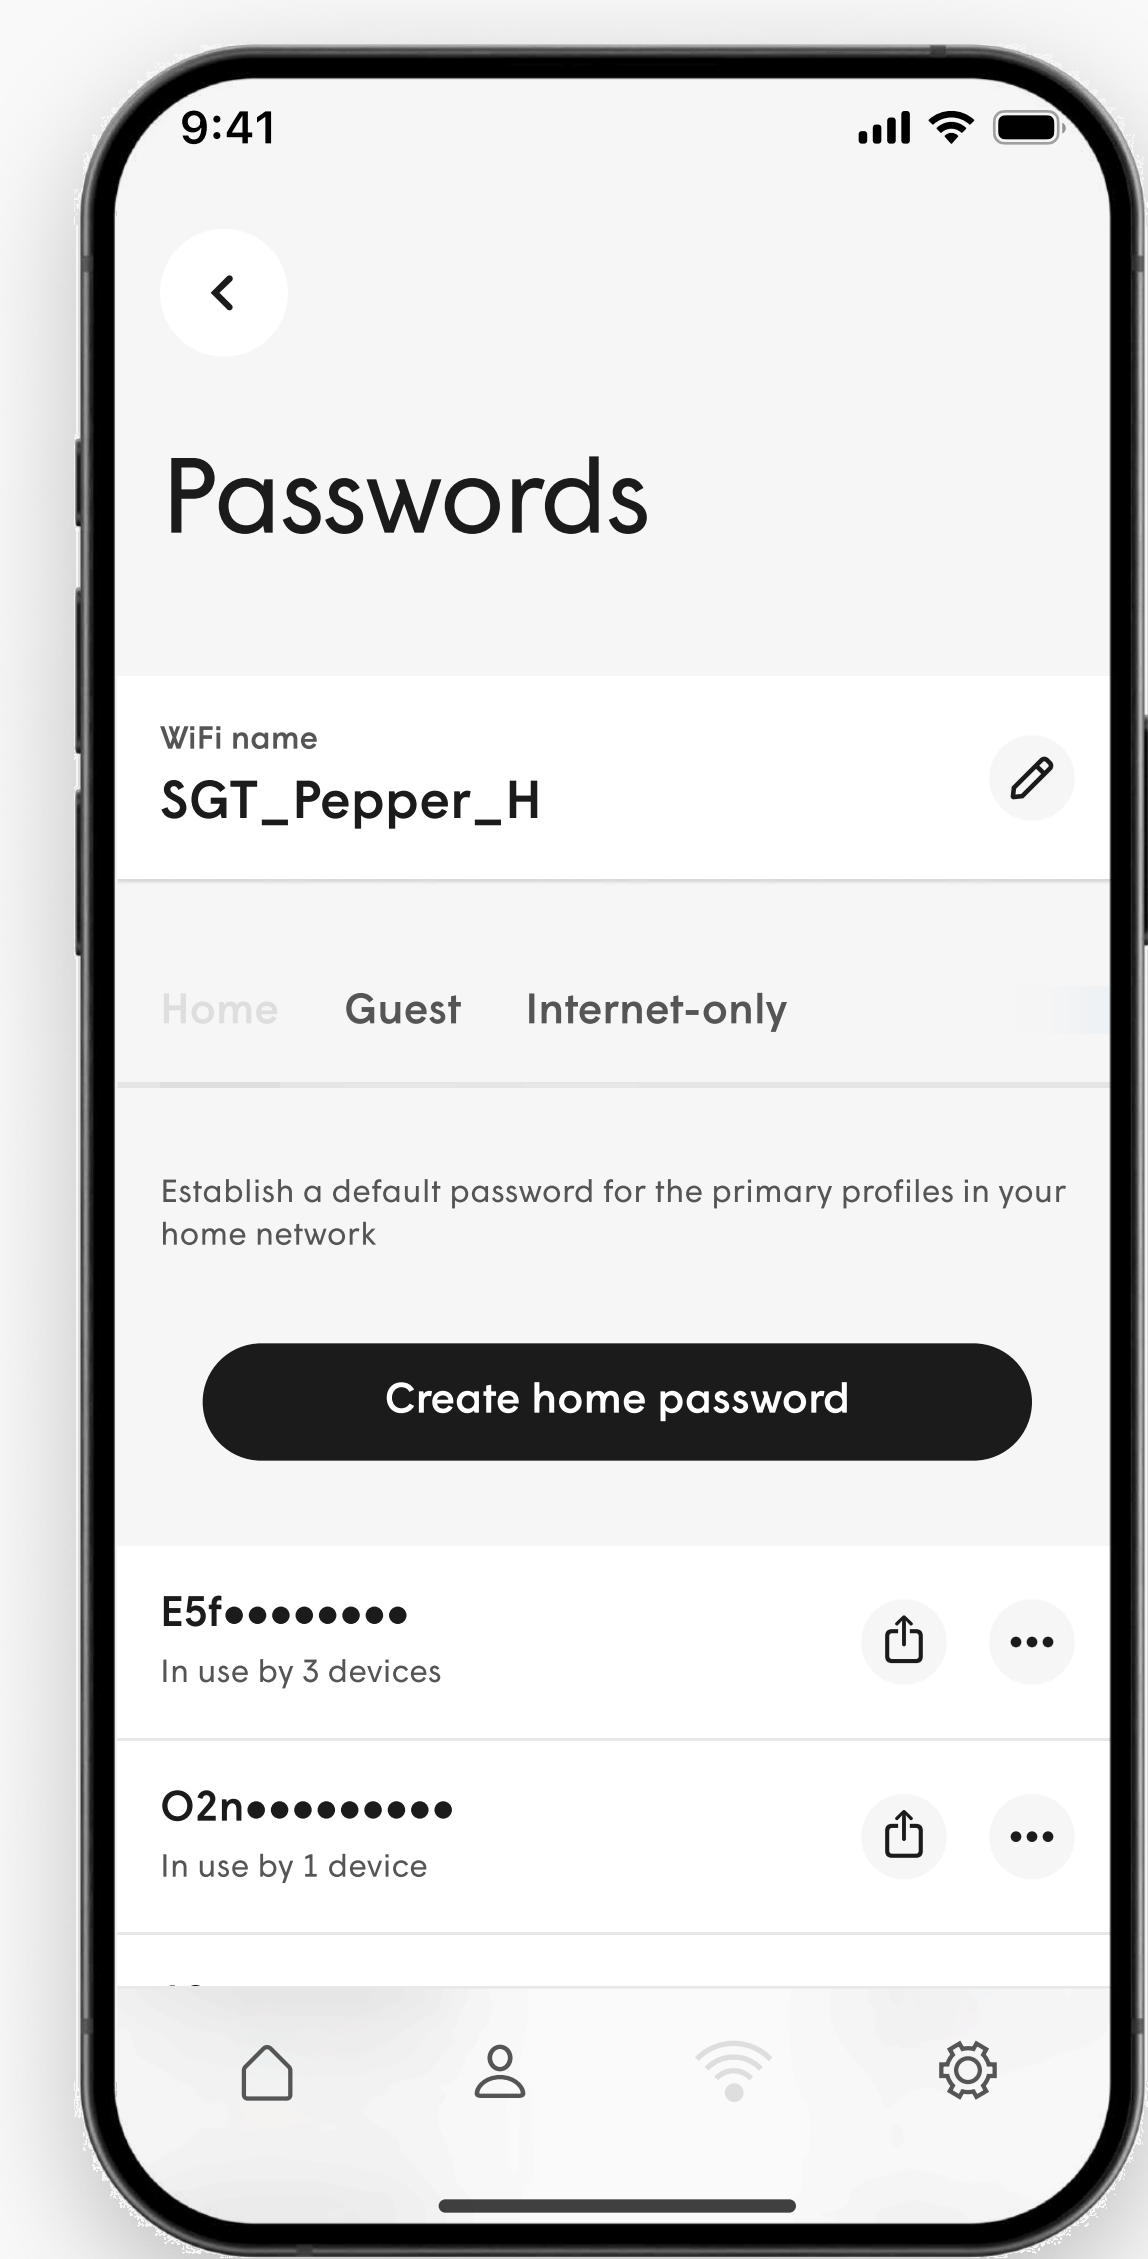 9:41
Passwords
WiFi name
SGT_Pepper_H
Home Guest Internet-only
Establish a default password for the primary profiles in your
home network
Create home password
E5f●●●●●●●●
In use by 3 devices
O2n●●●●●●●●●
In use by 1 device